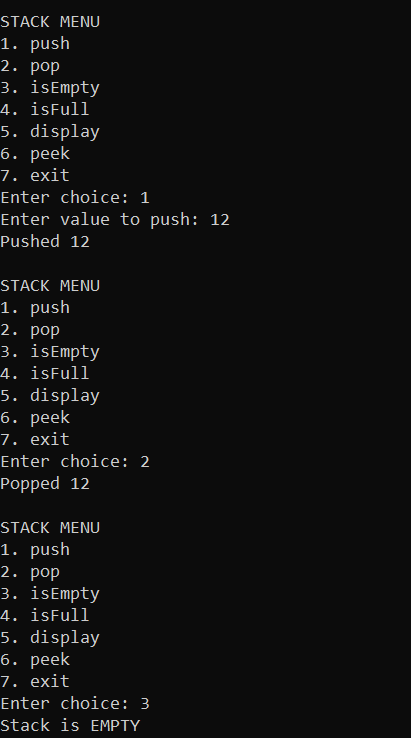 STACK MENU
1. push
2. pop
3. isEmpty
4. isFull
5. display
6. peek
7. exit
Enter choice: 1
Enter value to push: 12
Pushed 12
STACK MENU
1. push
2. pop
3. isEmpty
4. isFull
5. display
6. peek
7. exit
Enter choice: 2
Popped 12
STACK MENU
1. push
2. pop
3. isEmpty
4. isFull
5. display
6. peek
7. exit
Enter choice: 3
Stack is EMPTY